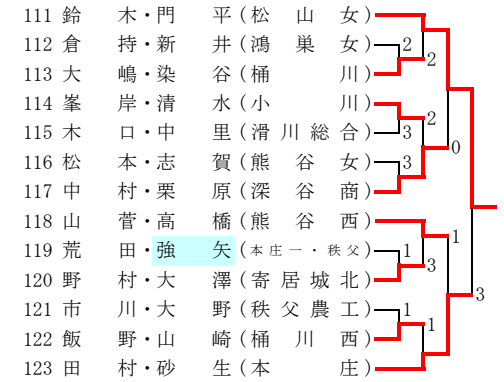 111 鈴木・門平(松山女)
112 倉持・新井(鴻巣女)
113 大嶋・染谷(桶川)
114 峯岸・清水(小川)
115 木口・中里(滑川総合)
116 松本・志賀(熊谷女)
117 中村・栗原(深谷商)
118 山菅・高橋(熊谷西)
119 荒田・強矢(本庄一・秩父)
120 野村・大澤(寄居城北)
121 市川・大野(秩父農工)
122 飯野・山崎(桶川西)
123 田村・砂生(本庄)
2
2
2
3
0
3
1
1
3
3
1
1